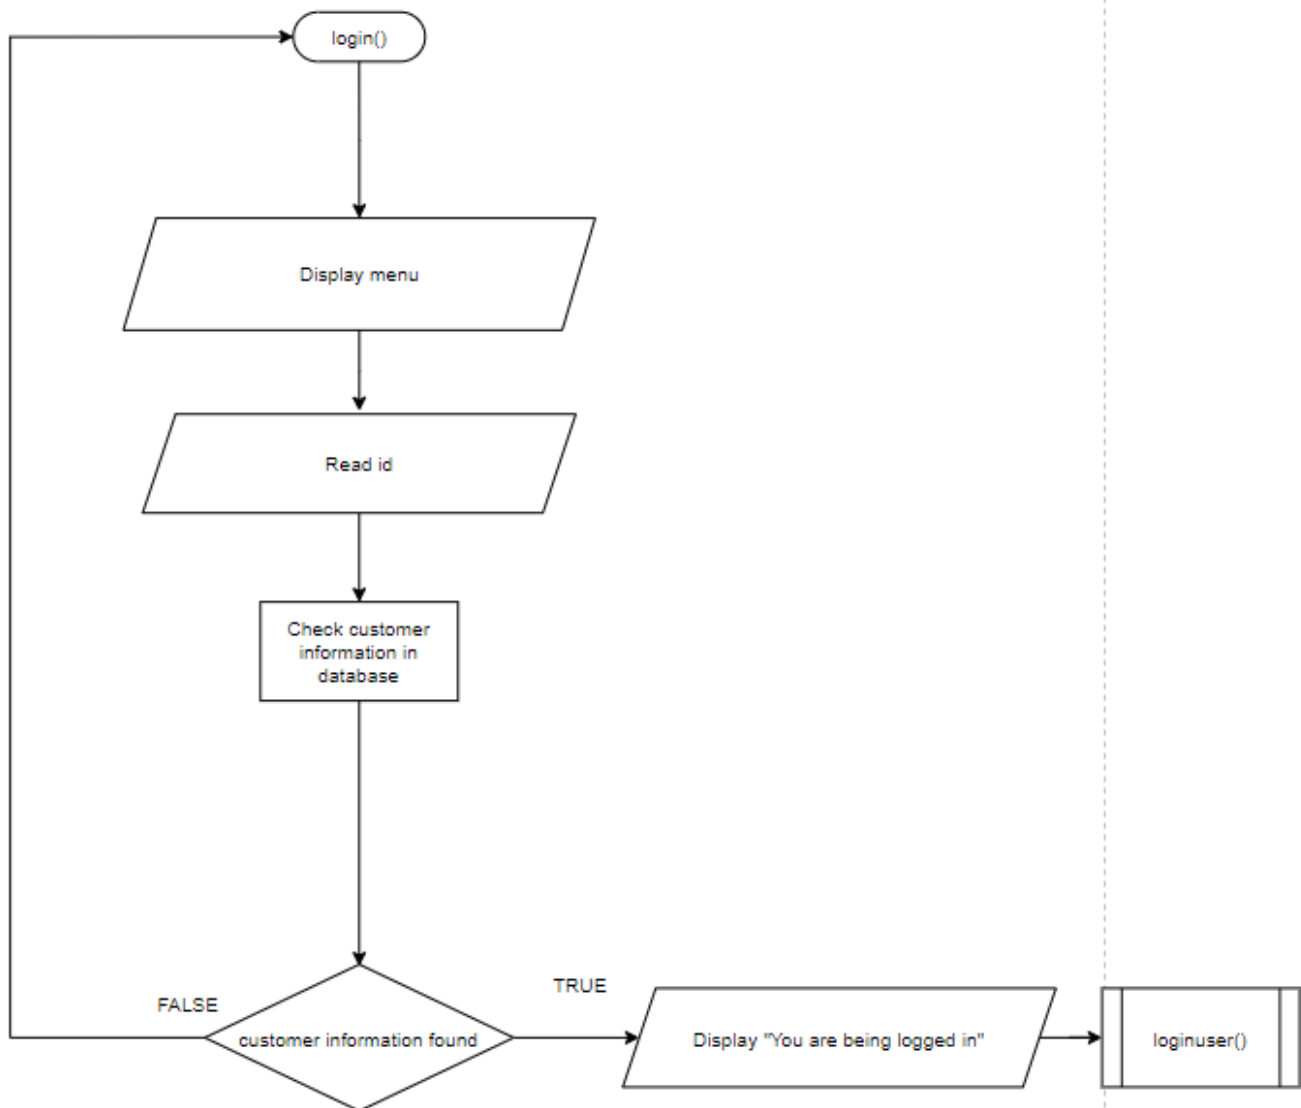 login()
Display menu
Read id
Check customer
information in
database
FALSE
TRUE
customer information found
Display "You are being logged in"
loginuser()